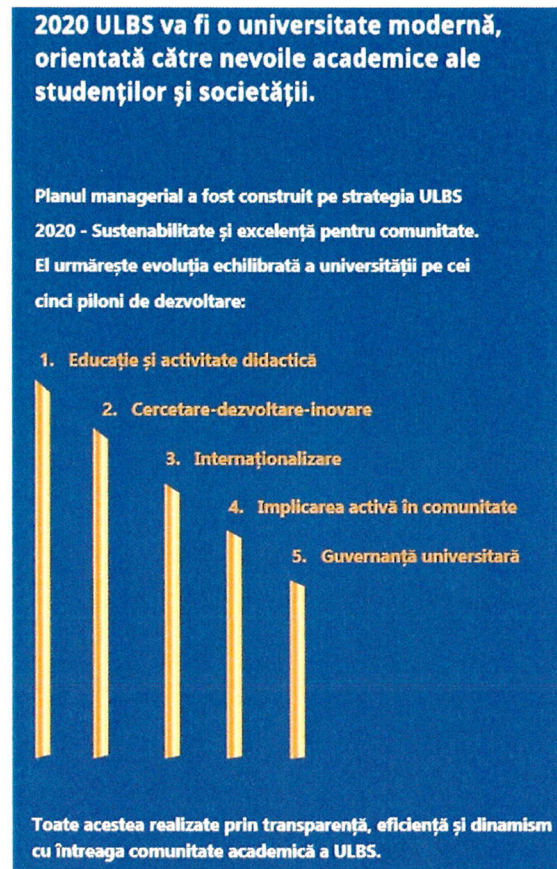 2020 ULBS va fi o universitate modernă,
orientată către nevoile academice ale
studenților și societății.
Planul managerial a fost construit pe strategia ULBS
2020 - Sustenabilitate și excelență pentru comunitate.
El urmărește evoluția echilibrată a universității pe cei
cinci piloni de dezvoltare:
1. Educație și activitate didactică
2. Cercetare-dezvoltare-inovare
3. Internaționalizare
4. Implicarea activă în comunitate
5. Guvernanță universitară
Toate acestea realizate prin transparență, eficiență și dinamism
cu întreaga comunitate academică a ULBS.